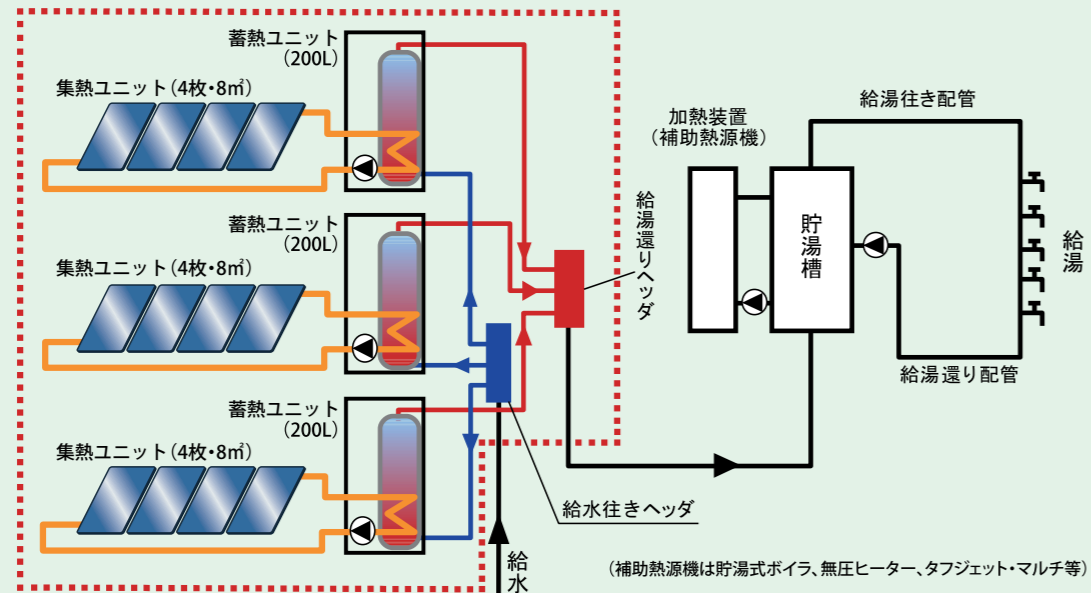 蓄熱ユニット
(200L)
集熱ユニット(4枚・8㎡)
蓄熱ユニット
(200L)
集熱ユニット(4枚・8㎡)
蓄熱ユニット
(200L)
集熱ユニット(4枚・8㎡)
給湯還りヘッダ
給水往きヘッダ
給水
加熱装置
(補助熱源機)
貯湯槽
給湯往き配管
給湯
給湯還り配管
(補助熱源機は貯湯式ボイラ、無圧ヒーター、タフジェット・マルチ等)